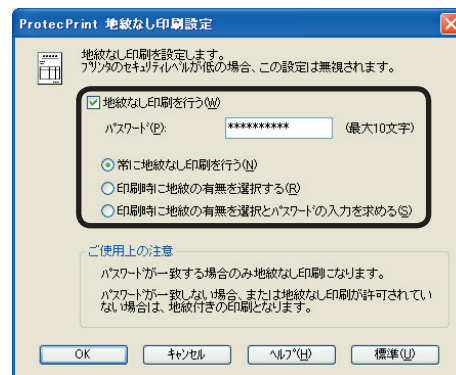 ProtecPrint 地紋なし印刷設定
地紋なし印刷を設定します。
プリンタのセキュリティレベルが低の場合、この設定は無視されます。
地紋なし印刷を行う(W)
パスワード(P):
**********
(最大10文字)
常に地紋なし印刷を行う(N)
印刷時に地紋の有無を選択する(R)
印刷時に地紋の有無を選択とパスワードの入力を求める(S)
ご使用上の注意
パスワードが一致する場合のみ地紋なし印刷になります。
パスワードが一致しない場合、または地紋なし印刷が許可されてい
ない場合は、地紋付きの印刷となります。
OK
キャンセル
ヘルプ(H)
標準(U)